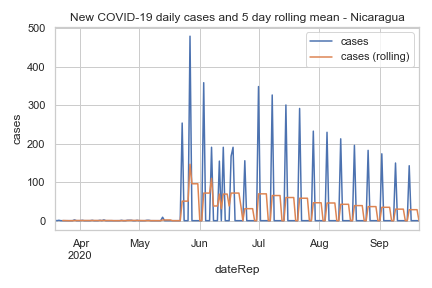 New COVID-19 daily cases and 5 day rolling mean - Nicaragua
cases
cases (rolling)
500
400
300
200
100
0
cases
Apr
2020
May
Jun
Jul
Aug
Sep
dateRep